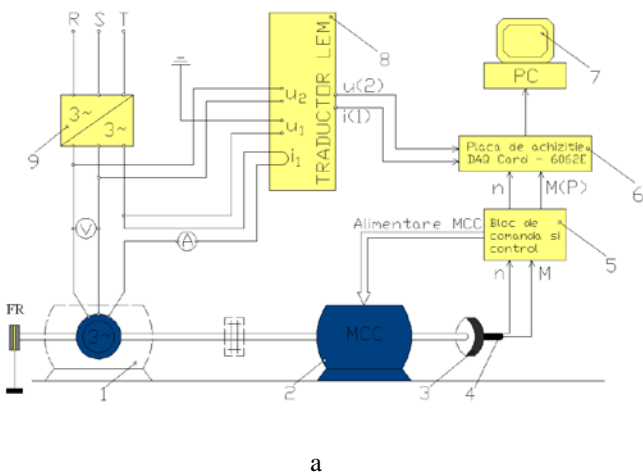 R S T
8
TRADUCTOR LEM
u2
u1
i1
u(2)
i(1)
PC
7
3~
3~
9
Placa de achizitie
DAQ Card - 6062E
6
n
M(P)
V
A
Alimentare MCC
Bloc de
comanda si
control
5
n
M
FR
3~
MCC
1
2
3
4
a